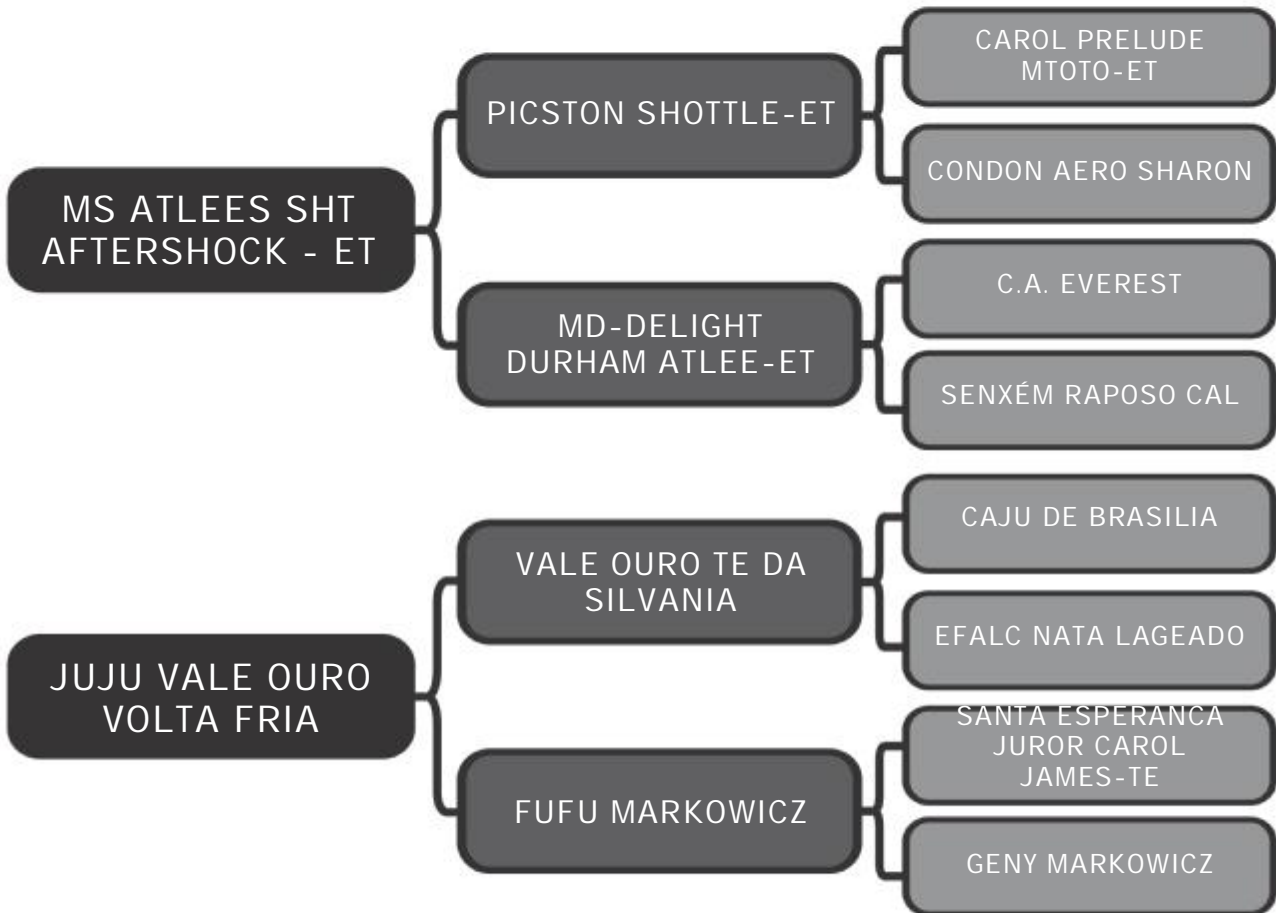 MS ATLEES SHT
AFTERSHOCK - ET
PICSTON SHOTTLE-ET
CAROL PRELUDE
MTOTO-ET
CONDON AERO SHARON
MD-DELIGHT
DURHAM ATLEE-ET
C.A. EVEREST
SENXÉM RAPOSO CAL
JUJU VALE OURO
VOLTA FRIA
VALE OURO TE DA
SILVANIA
CAJU DE BRASILIA
EFALC NATA LAGEADO
FUFU MARKOWICZ
SANTA ESPERANCA
JUROR CAROL
JAMES-TE
GENY MARKOWICZ